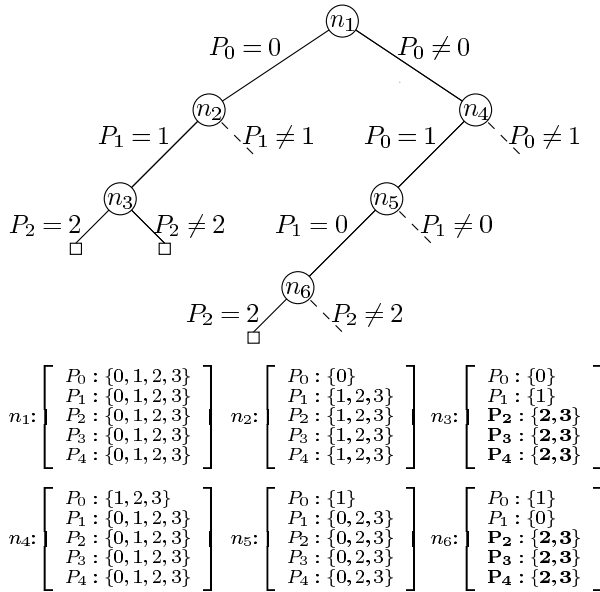 n₁
P₀ = 0 P₀ ≠ 0
n₂ n₄
P₁ = 1 P₁ ≠ 1 P₀ = 1 P₀ ≠ 1
n₃ n₅
P₂ = 2 P₂ ≠ 2 P₁ = 0 P₁ ≠ 0
n₆
P₂ = 2 P₂ ≠ 2
n₁:
P₀ : {0, 1, 2, 3}
P₁ : {0, 1, 2, 3}
P₂ : {0, 1, 2, 3}
P₃ : {0, 1, 2, 3}
P₄ : {0, 1, 2, 3}
n₂:
P₀ : {0}
P₁ : {1, 2, 3}
P₂ : {1, 2, 3}
P₃ : {1, 2, 3}
P₄ : {1, 2, 3}
n₃:
P₀ : {0}
P₁ : {1}
P₂ : {2, 3}
P₃ : {2, 3}
P₄ : {2, 3}
n₄:
P₀ : {1, 2, 3}
P₁ : {0, 1, 2, 3}
P₂ : {0, 1, 2, 3}
P₃ : {0, 1, 2, 3}
P₄ : {0, 1, 2, 3}
n₅:
P₀ : {1}
P₁ : {0, 2, 3}
P₂ : {0, 2, 3}
P₃ : {0, 2, 3}
P₄ : {0, 2, 3}
n₆:
P₀ : {1}
P₁ : {0}
P₂ : {2, 3}
P₃ : {2, 3}
P₄ : {2, 3}